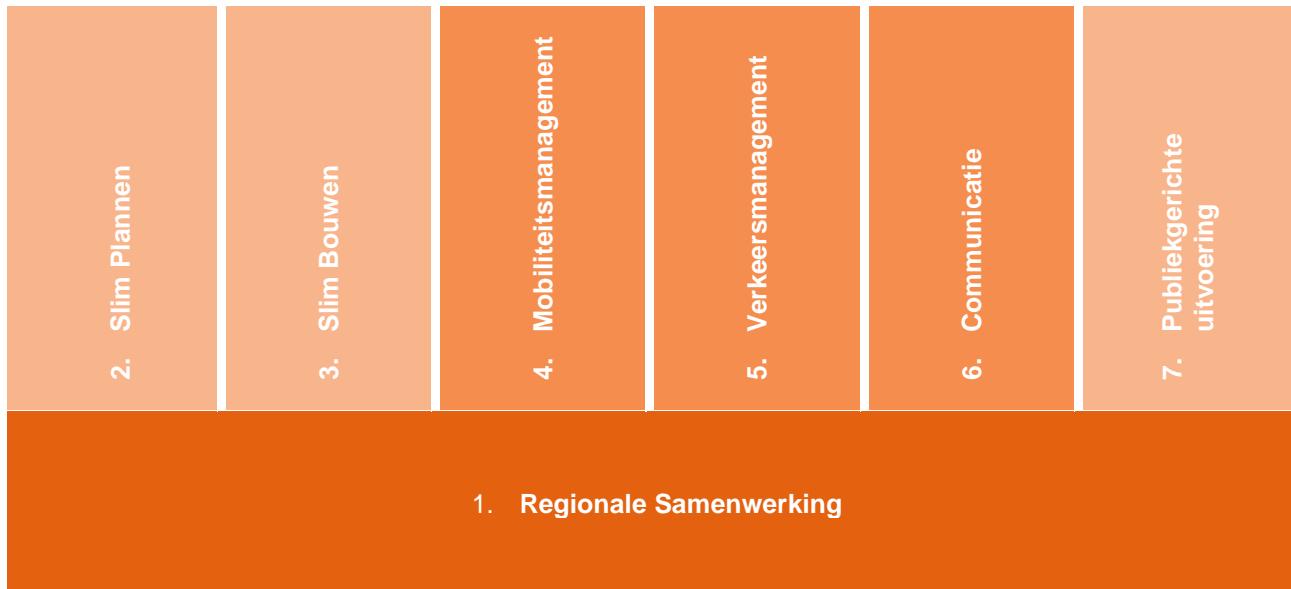 2. Slim Plannen
3. Slim Bouwen
4. Mobiliteitsmanagement
5. Verkeersmanagement
6. Communicatie
7. Publiekgerichte
uitvoering
1. Regionale Samenwerking